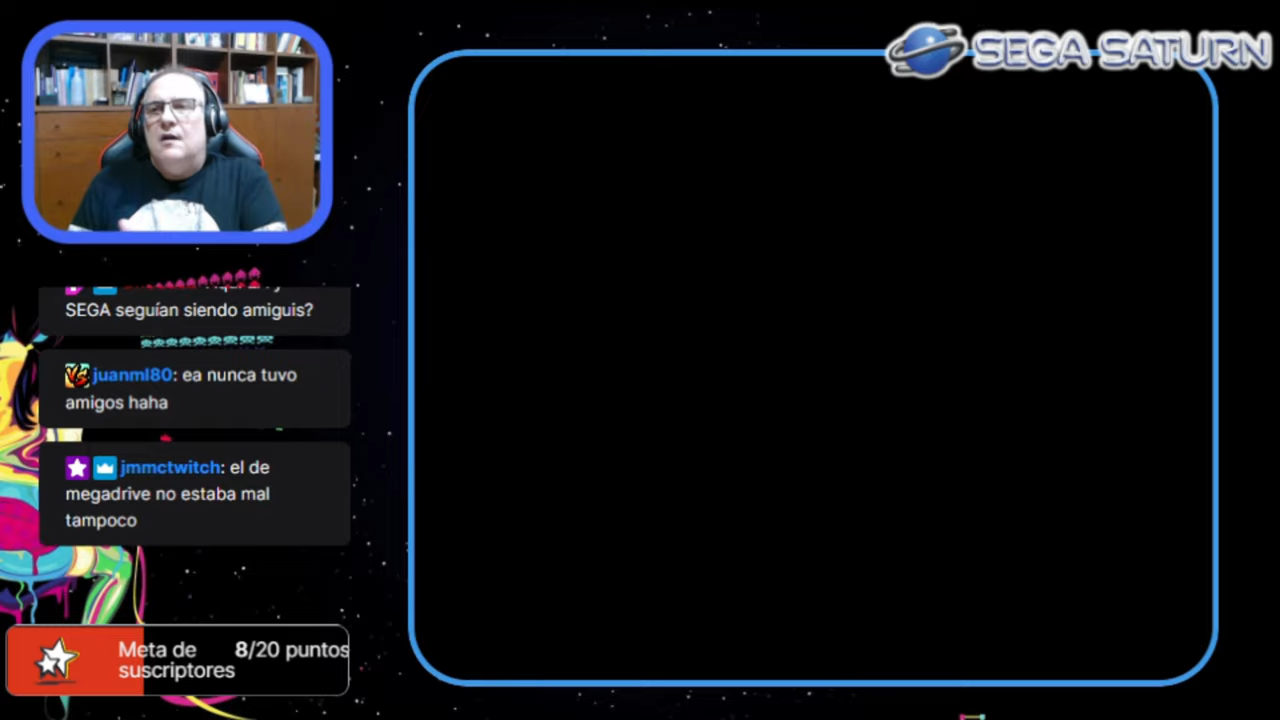 SEGA SATURN
SEGA seguían siendo amiguis?
juanml80: ea nunca tuvo
amigos haha
jmmctwitch: el de
megadrive no estaba mal
tampoco
Meta de 8/20 puntos
suscriptores